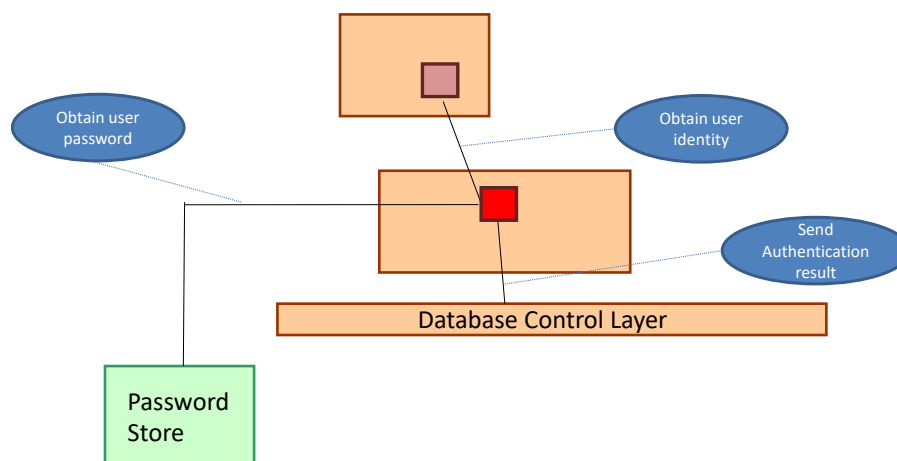 Obtain user
password
Obtain user
identity
Send
Authentication
result
Database Control Layer
Password
Store